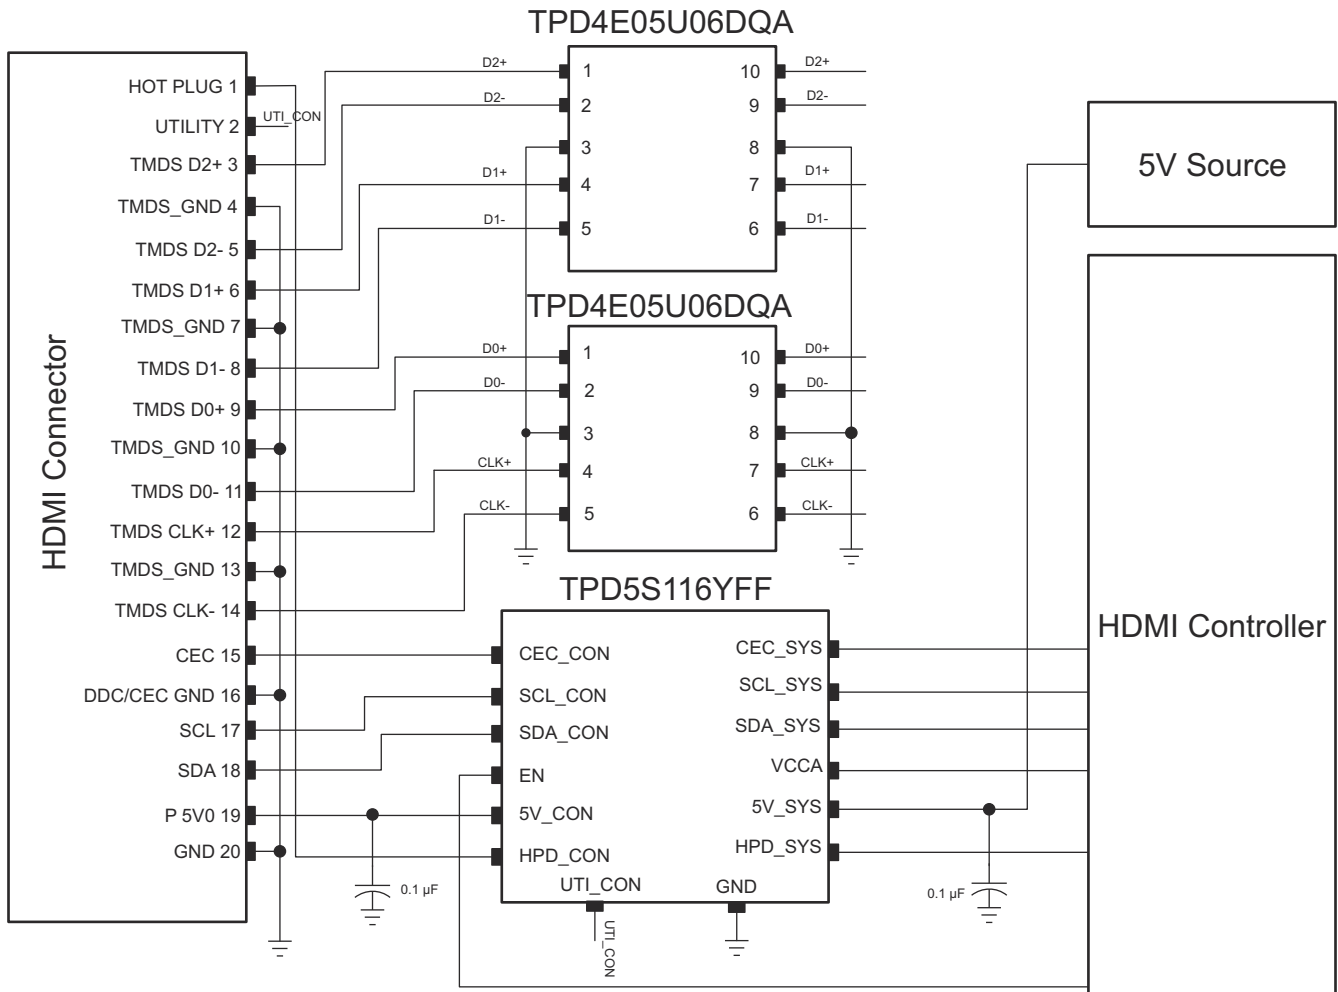 TPD4E05U06DQA
HDMI Connector
HOT PLUG 1
UTILITY 2
UTI_CON
TMDS D2+ 3
TMDS_GND 4
TMDS D2- 5
TMDS D1+ 6
TMDS_GND 7
TMDS D1- 8
TMDS D0+ 9
TMDS_GND 10
TMDS D0- 11
TMDS CLK+ 12
TMDS_GND 13
TMDS CLK- 14
CEC 15
DDC/CEC GND 16
SCL 17
SDA 18
P 5V0 19
GND 20
D2+ 1 10 D2+
D2- 2 9 D2-
3 8
D1+ 4 7 D1+
D1- 5 6 D1-
TPD4E05U06DQA
D0+ 1 10 D0+
D0- 2 9 D0-
3 8
CLK+ 4 7 CLK+
CLK- 5 6 CLK-
TPD5S116YFF
CEC_CON CEC_SYS
SCL_CON SCL_SYS
SDA_CON SDA_SYS
EN VCCA
5V_CON 5V_SYS
HPD_CON HPD_SYS
UTI_CON GND
UTI_CON
0.1 µF
0.1 µF
5V Source
HDMI Controller